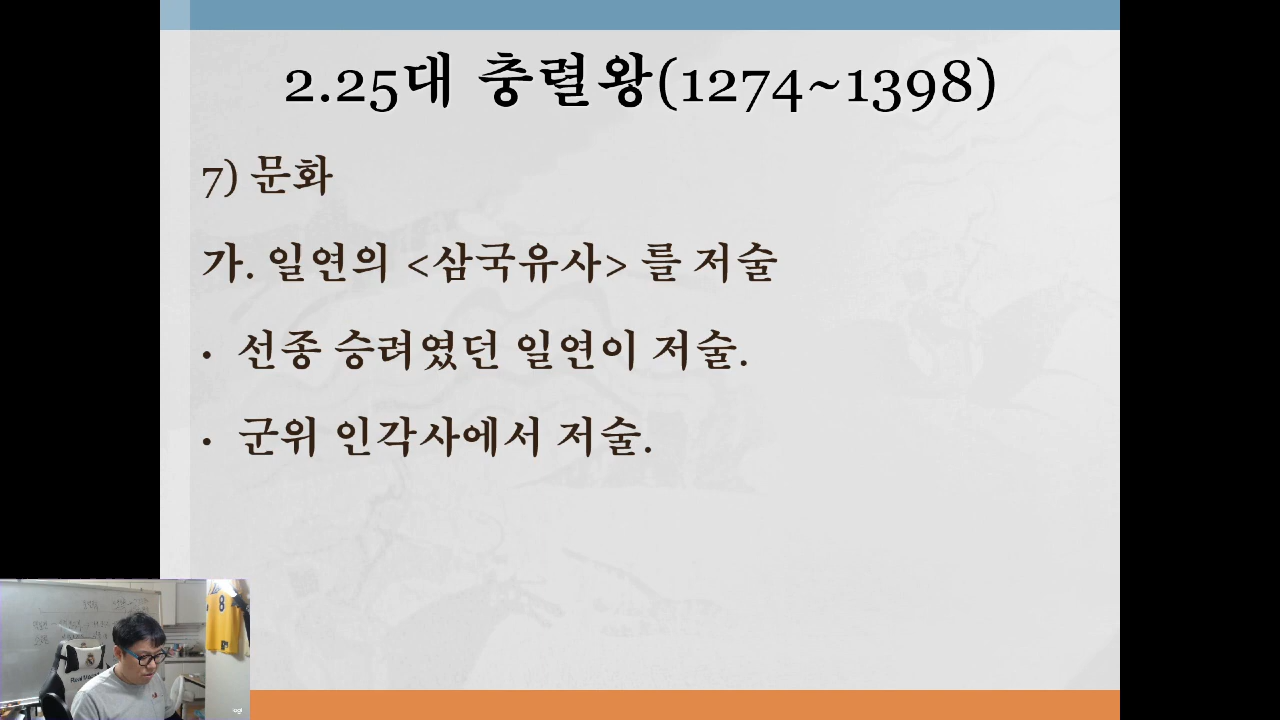 2.25대 충렬왕(1274~1398)
7) 문화
가. 일연의 <삼국유사> 를 저술
• 선종 승려였던 일연이 저술.
• 군위 인각사에서 저술.
8